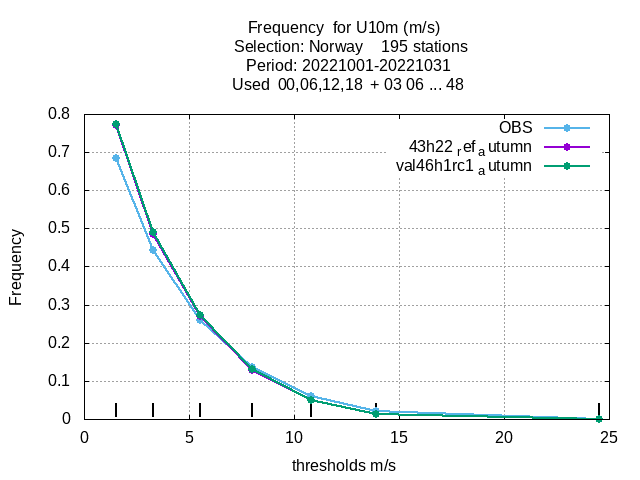 Frequency  for U10m (m/s)
Selection: Norway    195 stations
Period: 20221001-20221031
Used  00,06,12,18  + 03 06 ... 48
OBS
43h22 ref a utumn
val46h1rc1 a utumn
Frequency
0.8
0.7
0.6
0.5
0.4
0.3
0.2
0.1
0
0 5 10 15 20 25
thresholds m/s